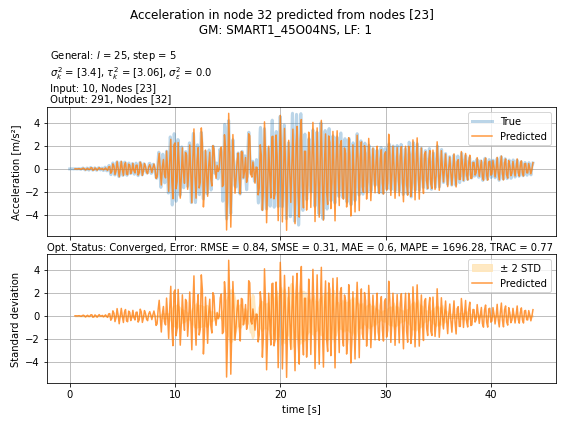 Acceleration in node 32 predicted from nodes [23]
GM: SMART1_45O04NS, LF: 1
General: l = 25, step = 5
σ²ₖ = [3.4], τ²ₖ = [3.06], σ²ε = 0.0
Input: 10, Nodes [23]
Output: 291, Nodes [32]
Acceleration [m/s²]
4
2
0
−2
−4
True
Predicted
Opt. Status: Converged, Error: RMSE = 0.84, SMSE = 0.31, MAE = 0.6, MAPE = 1696.28, TRAC = 0.77
Standard deviation
4
2
0
−2
−4
± 2 STD
Predicted
0 10 20 30 40
time [s]